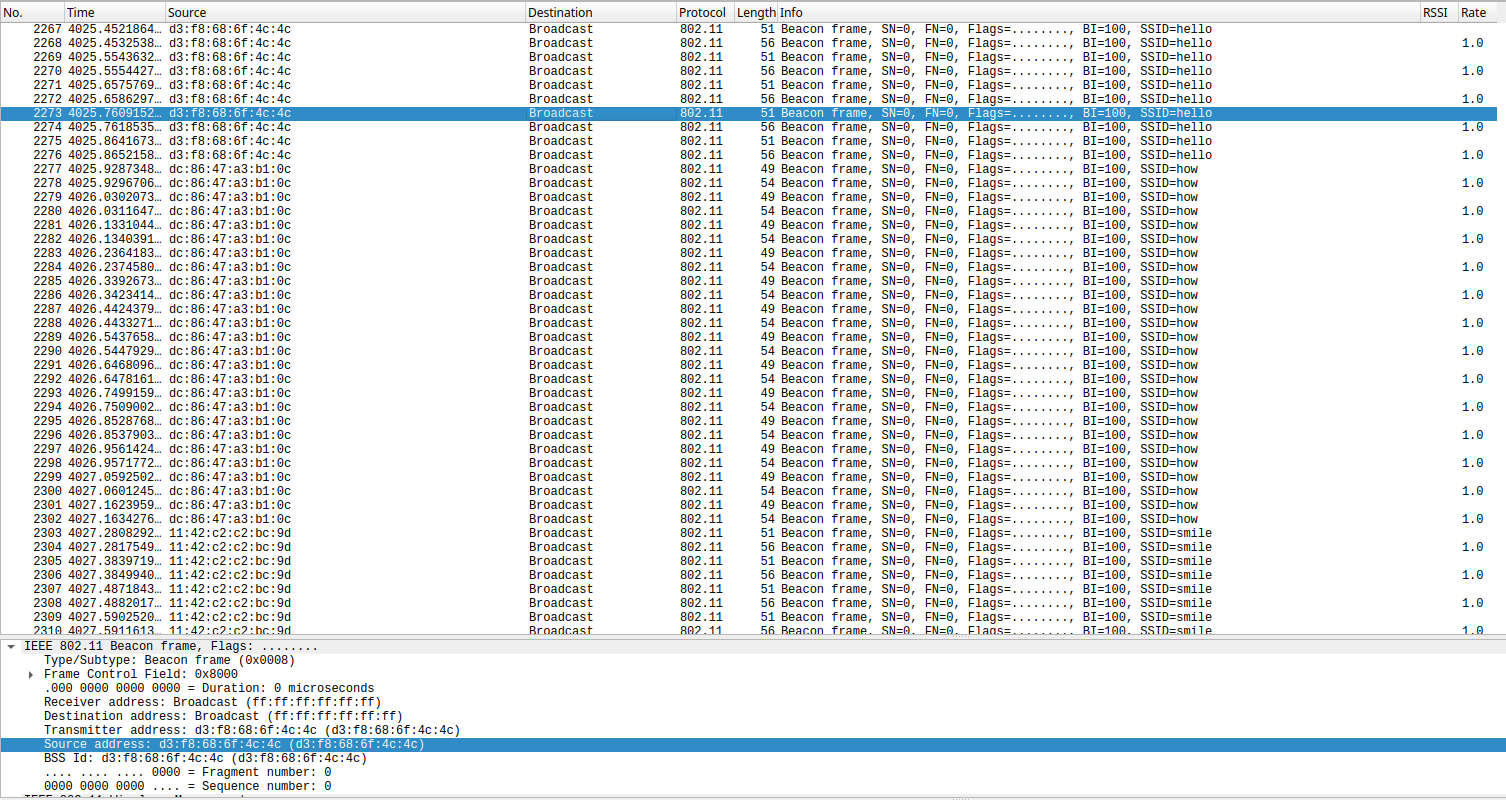 No. Time Source Destination Protocol Length Info RSSI Rate
2267 4025.4521864… d3:f8:68:6f:4c:4c Broadcast 802.11 51 Beacon frame, SN=0, FN=0, Flags=........, BI=100, SSID=hello
2268 4025.4532538… d3:f8:68:6f:4c:4c Broadcast 802.11 56 Beacon frame, SN=0, FN=0, Flags=........, BI=100, SSID=hello 1.0
2269 4025.5543632… d3:f8:68:6f:4c:4c Broadcast 802.11 51 Beacon frame, SN=0, FN=0, Flags=........, BI=100, SSID=hello
2270 4025.5554427… d3:f8:68:6f:4c:4c Broadcast 802.11 56 Beacon frame, SN=0, FN=0, Flags=........, BI=100, SSID=hello 1.0
2271 4025.6575769… d3:f8:68:6f:4c:4c Broadcast 802.11 51 Beacon frame, SN=0, FN=0, Flags=........, BI=100, SSID=hello
2272 4025.6586297… d3:f8:68:6f:4c:4c Broadcast 802.11 56 Beacon frame, SN=0, FN=0, Flags=........, BI=100, SSID=hello 1.0
2273 4025.7609152… d3:f8:68:6f:4c:4c Broadcast 802.11 51 Beacon frame, SN=0, FN=0, Flags=........, BI=100, SSID=hello
2274 4025.7618535… d3:f8:68:6f:4c:4c Broadcast 802.11 56 Beacon frame, SN=0, FN=0, Flags=........, BI=100, SSID=hello 1.0
2275 4025.8641673… d3:f8:68:6f:4c:4c Broadcast 802.11 51 Beacon frame, SN=0, FN=0, Flags=........, BI=100, SSID=hello
2276 4025.8652158… d3:f8:68:6f:4c:4c Broadcast 802.11 56 Beacon frame, SN=0, FN=0, Flags=........, BI=100, SSID=hello 1.0
2277 4025.9287348… dc:86:47:a3:b1:0c Broadcast 802.11 49 Beacon frame, SN=0, FN=0, Flags=........, BI=100, SSID=how
2278 4025.9296706… dc:86:47:a3:b1:0c Broadcast 802.11 54 Beacon frame, SN=0, FN=0, Flags=........, BI=100, SSID=how 1.0
2279 4026.0302073… dc:86:47:a3:b1:0c Broadcast 802.11 49 Beacon frame, SN=0, FN=0, Flags=........, BI=100, SSID=how
2280 4026.0311647… dc:86:47:a3:b1:0c Broadcast 802.11 54 Beacon frame, SN=0, FN=0, Flags=........, BI=100, SSID=how 1.0
2281 4026.1331044… dc:86:47:a3:b1:0c Broadcast 802.11 49 Beacon frame, SN=0, FN=0, Flags=........, BI=100, SSID=how
2282 4026.1340391… dc:86:47:a3:b1:0c Broadcast 802.11 54 Beacon frame, SN=0, FN=0, Flags=........, BI=100, SSID=how 1.0
2283 4026.2364183… dc:86:47:a3:b1:0c Broadcast 802.11 49 Beacon frame, SN=0, FN=0, Flags=........, BI=100, SSID=how
2284 4026.2374580… dc:86:47:a3:b1:0c Broadcast 802.11 54 Beacon frame, SN=0, FN=0, Flags=........, BI=100, SSID=how 1.0
2285 4026.3392673… dc:86:47:a3:b1:0c Broadcast 802.11 49 Beacon frame, SN=0, FN=0, Flags=........, BI=100, SSID=how
2286 4026.3423414… dc:86:47:a3:b1:0c Broadcast 802.11 54 Beacon frame, SN=0, FN=0, Flags=........, BI=100, SSID=how 1.0
2287 4026.4424379… dc:86:47:a3:b1:0c Broadcast 802.11 49 Beacon frame, SN=0, FN=0, Flags=........, BI=100, SSID=how
2288 4026.4433271… dc:86:47:a3:b1:0c Broadcast 802.11 54 Beacon frame, SN=0, FN=0, Flags=........, BI=100, SSID=how 1.0
2289 4026.5437658… dc:86:47:a3:b1:0c Broadcast 802.11 49 Beacon frame, SN=0, FN=0, Flags=........, BI=100, SSID=how
2290 4026.5447929… dc:86:47:a3:b1:0c Broadcast 802.11 54 Beacon frame, SN=0, FN=0, Flags=........, BI=100, SSID=how 1.0
2291 4026.6468096… dc:86:47:a3:b1:0c Broadcast 802.11 49 Beacon frame, SN=0, FN=0, Flags=........, BI=100, SSID=how
2292 4026.6478161… dc:86:47:a3:b1:0c Broadcast 802.11 54 Beacon frame, SN=0, FN=0, Flags=........, BI=100, SSID=how 1.0
2293 4026.7499159… dc:86:47:a3:b1:0c Broadcast 802.11 49 Beacon frame, SN=0, FN=0, Flags=........, BI=100, SSID=how
2294 4026.7509002… dc:86:47:a3:b1:0c Broadcast 802.11 54 Beacon frame, SN=0, FN=0, Flags=........, BI=100, SSID=how 1.0
2295 4026.8528768… dc:86:47:a3:b1:0c Broadcast 802.11 49 Beacon frame, SN=0, FN=0, Flags=........, BI=100, SSID=how
2296 4026.8537903… dc:86:47:a3:b1:0c Broadcast 802.11 54 Beacon frame, SN=0, FN=0, Flags=........, BI=100, SSID=how 1.0
2297 4026.9561424… dc:86:47:a3:b1:0c Broadcast 802.11 49 Beacon frame, SN=0, FN=0, Flags=........, BI=100, SSID=how
2298 4026.9571772… dc:86:47:a3:b1:0c Broadcast 802.11 54 Beacon frame, SN=0, FN=0, Flags=........, BI=100, SSID=how 1.0
2299 4027.0592502… dc:86:47:a3:b1:0c Broadcast 802.11 49 Beacon frame, SN=0, FN=0, Flags=........, BI=100, SSID=how
2300 4027.0601245… dc:86:47:a3:b1:0c Broadcast 802.11 54 Beacon frame, SN=0, FN=0, Flags=........, BI=100, SSID=how 1.0
2301 4027.1623959… dc:86:47:a3:b1:0c Broadcast 802.11 49 Beacon frame, SN=0, FN=0, Flags=........, BI=100, SSID=how
2302 4027.1634276… dc:86:47:a3:b1:0c Broadcast 802.11 54 Beacon frame, SN=0, FN=0, Flags=........, BI=100, SSID=how 1.0
2303 4027.2808292… 11:42:c2:c2:bc:9d Broadcast 802.11 51 Beacon frame, SN=0, FN=0, Flags=........, BI=100, SSID=smile
2304 4027.2817549… 11:42:c2:c2:bc:9d Broadcast 802.11 56 Beacon frame, SN=0, FN=0, Flags=........, BI=100, SSID=smile 1.0
2305 4027.3839719… 11:42:c2:c2:bc:9d Broadcast 802.11 51 Beacon frame, SN=0, FN=0, Flags=........, BI=100, SSID=smile
2306 4027.3849940… 11:42:c2:c2:bc:9d Broadcast 802.11 56 Beacon frame, SN=0, FN=0, Flags=........, BI=100, SSID=smile 1.0
2307 4027.4871843… 11:42:c2:c2:bc:9d Broadcast 802.11 51 Beacon frame, SN=0, FN=0, Flags=........, BI=100, SSID=smile
2308 4027.4882017… 11:42:c2:c2:bc:9d Broadcast 802.11 56 Beacon frame, SN=0, FN=0, Flags=........, BI=100, SSID=smile 1.0
2309 4027.5902520… 11:42:c2:c2:bc:9d Broadcast 802.11 51 Beacon frame, SN=0, FN=0, Flags=........, BI=100, SSID=smile
2310 4027.5911613… 11:42:c2:c2:bc:9d Broadcast 802.11 56 Beacon frame, SN=0, FN=0, Flags=........, BI=100, SSID=smile 1.0
IEEE 802.11 Beacon frame, Flags: ........
Type/Subtype: Beacon frame (0x0008)
Frame Control Field: 0x8000
.000 0000 0000 0000 = Duration: 0 microseconds
Receiver address: Broadcast (ff:ff:ff:ff:ff:ff)
Destination address: Broadcast (ff:ff:ff:ff:ff:ff)
Transmitter address: d3:f8:68:6f:4c:4c (d3:f8:68:6f:4c:4c)
Source address: d3:f8:68:6f:4c:4c (d3:f8:68:6f:4c:4c)
BSS Id: d3:f8:68:6f:4c:4c (d3:f8:68:6f:4c:4c)
.... .... .... 0000 = Fragment number: 0
0000 0000 0000 .... = Sequence number: 0